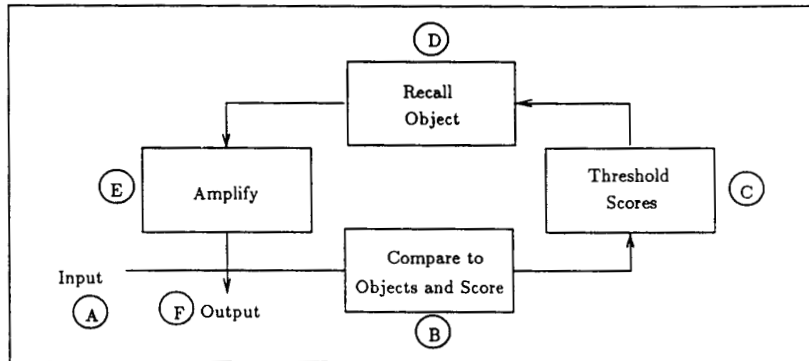 D
Recall
Object
E
Amplify
Threshold
Scores
C
Input
A
F Output
Compare to
Objects and Score
B